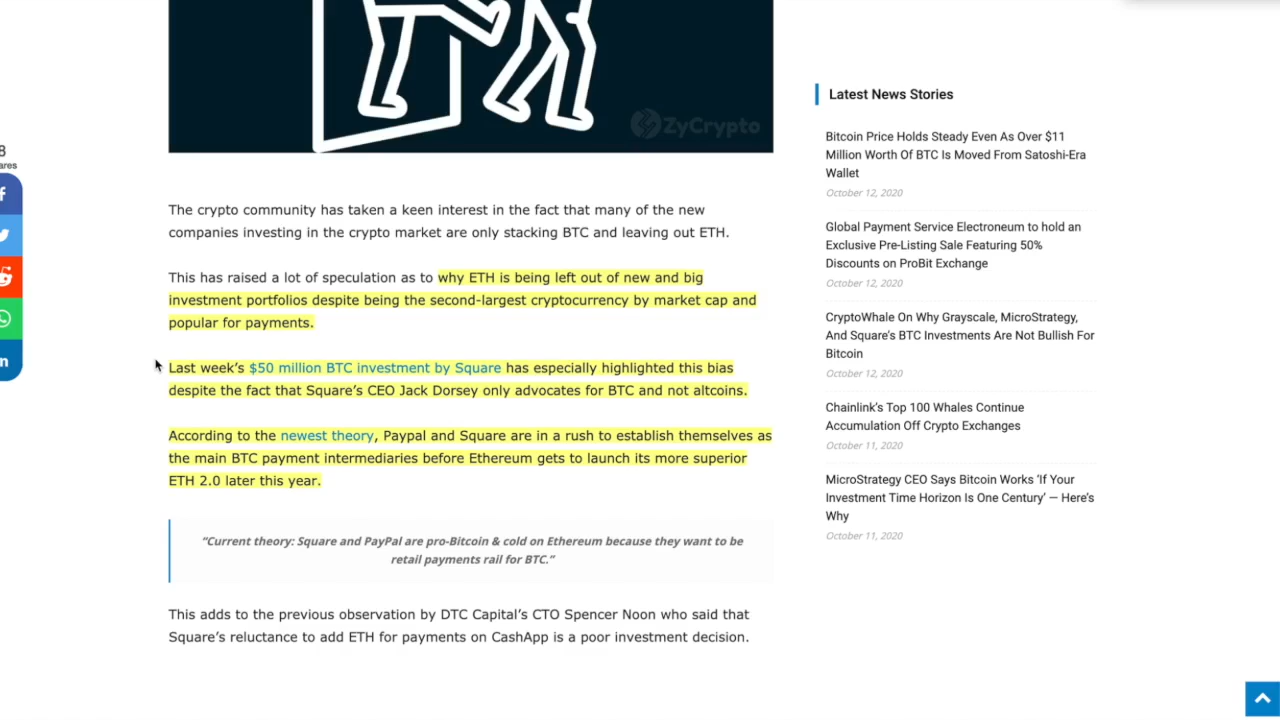 ZyCrypto
8
ares
The crypto community has taken a keen interest in the fact that many of the new
companies investing in the crypto market are only stacking BTC and leaving out ETH.
This has raised a lot of speculation as to why ETH is being left out of new and big
investment portfolios despite being the second-largest cryptocurrency by market cap and
popular for payments.
Last week's $50 million BTC investment by Square has especially highlighted this bias
despite the fact that Square's CEO Jack Dorsey only advocates for BTC and not altcoins.
According to the newest theory, Paypal and Square are in a rush to establish themselves as
the main BTC payment intermediaries before Ethereum gets to launch its more superior
ETH 2.0 later this year.
“Current theory: Square and PayPal are pro-Bitcoin & cold on Ethereum because they want to be
retail payments rail for BTC.”
This adds to the previous observation by DTC Capital's CTO Spencer Noon who said that
Square's reluctance to add ETH for payments on CashApp is a poor investment decision.
Latest News Stories
Bitcoin Price Holds Steady Even As Over $11
Million Worth Of BTC Is Moved From Satoshi-Era
Wallet
October 12, 2020
Global Payment Service Electroneum to hold an
Exclusive Pre-Listing Sale Featuring 50%
Discounts on ProBit Exchange
October 12, 2020
CryptoWhale On Why Grayscale, MicroStrategy,
And Square's BTC Investments Are Not Bullish For
Bitcoin
October 12, 2020
Chainlink's Top 100 Whales Continue
Accumulation Off Crypto Exchanges
October 11, 2020
MicroStrategy CEO Says Bitcoin Works ‘If Your
Investment Time Horizon Is One Century’ — Here's
Why
October 11, 2020